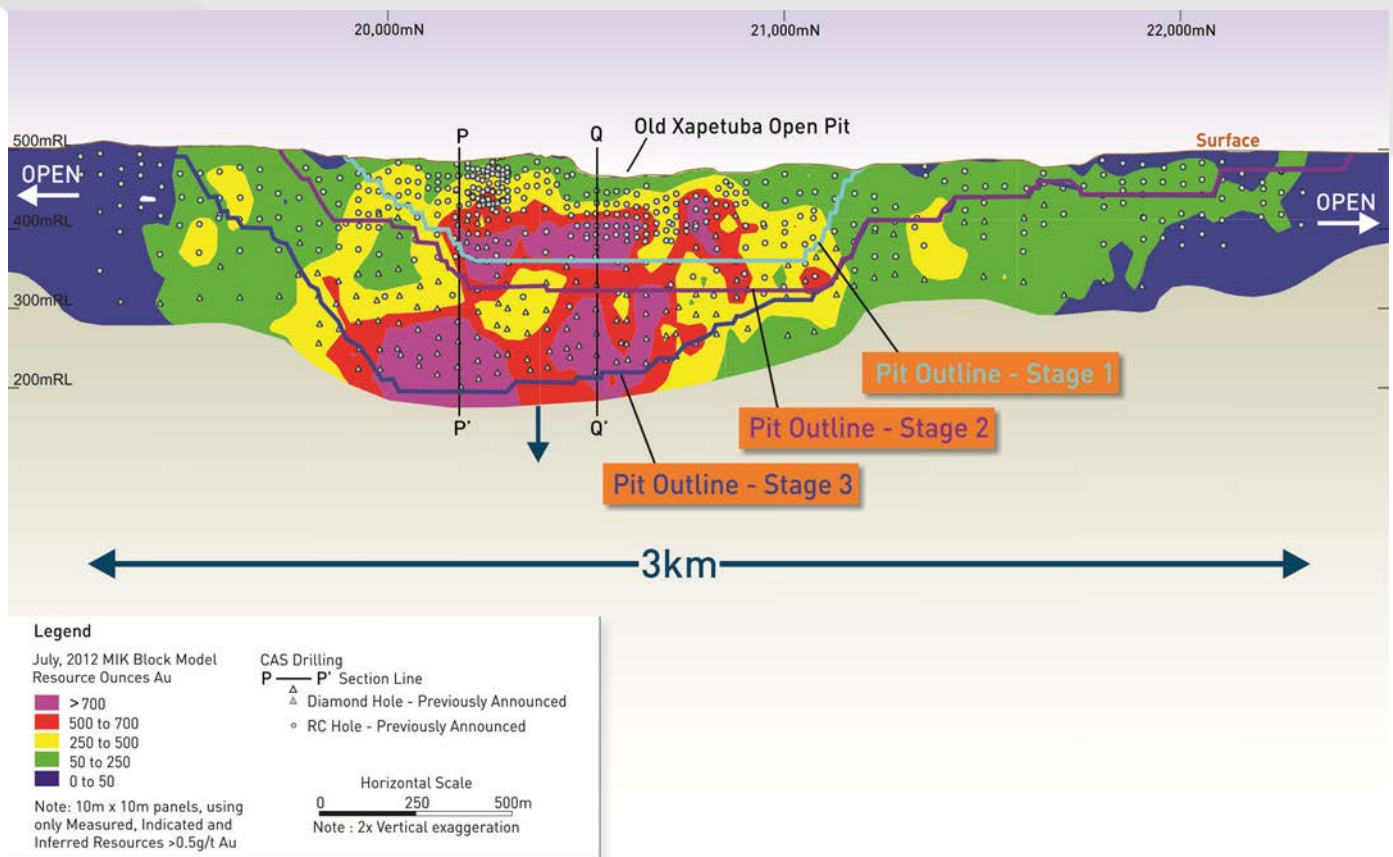 20,000mN
21,000mN
22,000mN
P
Q
Old Xapetuba Open Pit
500mRL
Surface
OPEN
OPEN
400mRL
300mRL
Pit Outline - Stage 1
200mRL
P'
Q'
Pit Outline - Stage 2
Pit Outline - Stage 3
3km
Legend
July, 2012 MIK Block Model
Resource Ounces Au
>700
500 to 700
250 to 500
50 to 250
0 to 50
Note: 10m x 10m panels, using
only Measured, Indicated and
Inferred Resources >0.5g/t Au
CAS Drilling
P P' Section Line
Diamond Hole - Previously Announced
RC Hole - Previously Announced
Horizontal Scale
0 250 500m
Note : 2x Vertical exaggeration